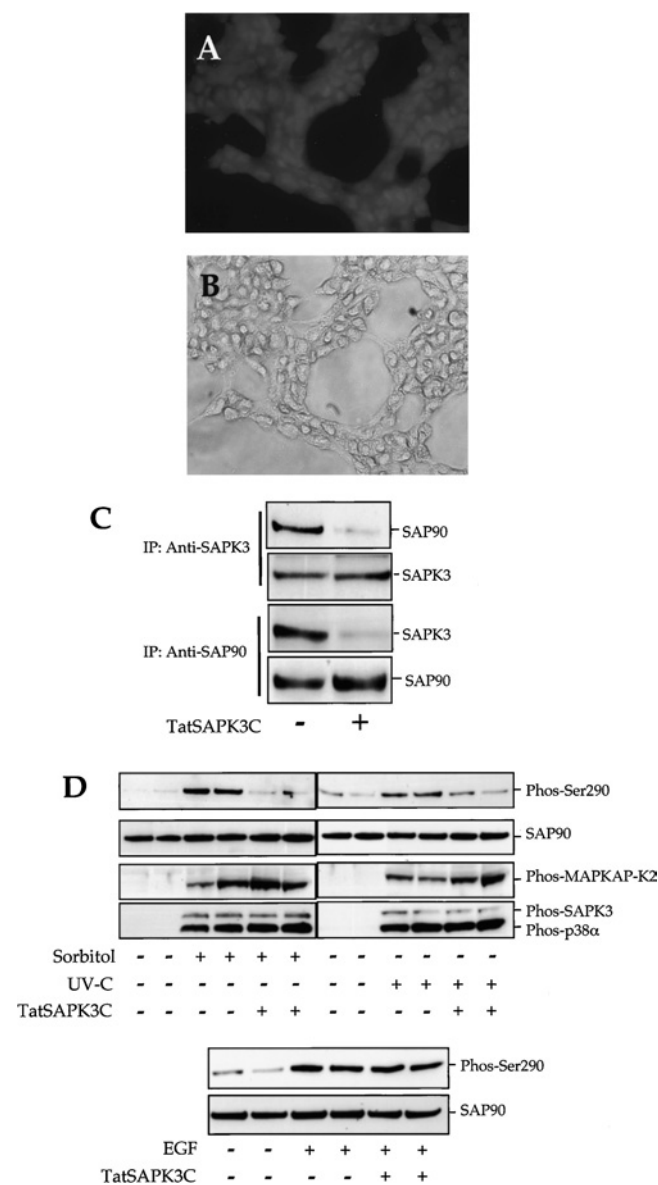 A
B
C
IP: Anti-SAPK3
SAP90
SAPK3
IP: Anti-SAP90
SAPK3
SAP90
TatSAPK3C - +
D
Phos-Ser290
SAP90
Phos-MAPKAP-K2
Phos-SAPK3
Phos-p38α
Sorbitol - - + + + + - - - - - -
UV-C - - - - - - - - + + + +
TatSAPK3C - - - - + + - - - - + +
Phos-Ser290
SAP90
EGF - - + + + +
TatSAPK3C - - - - + +